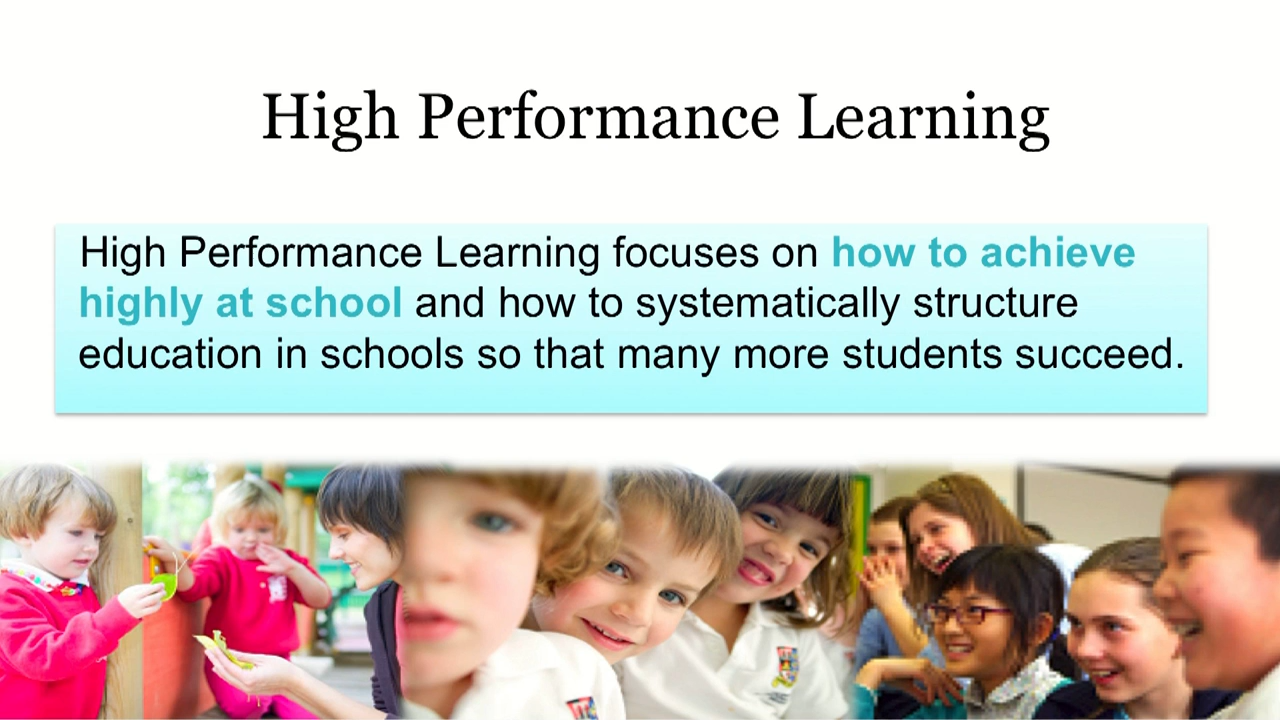 High Performance Learning
High Performance Learning focuses on how to achieve
highly at school and how to systematically structure
education in schools so that many more students succeed.